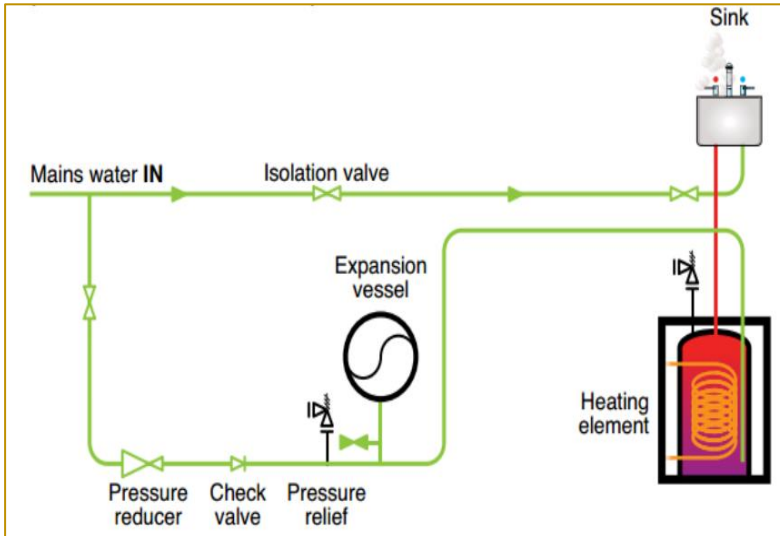 Sink
Mains water IN
Isolation valve
Expansion
vessel
Heating
element
Pressure
reducer
Check
valve
Pressure
relief